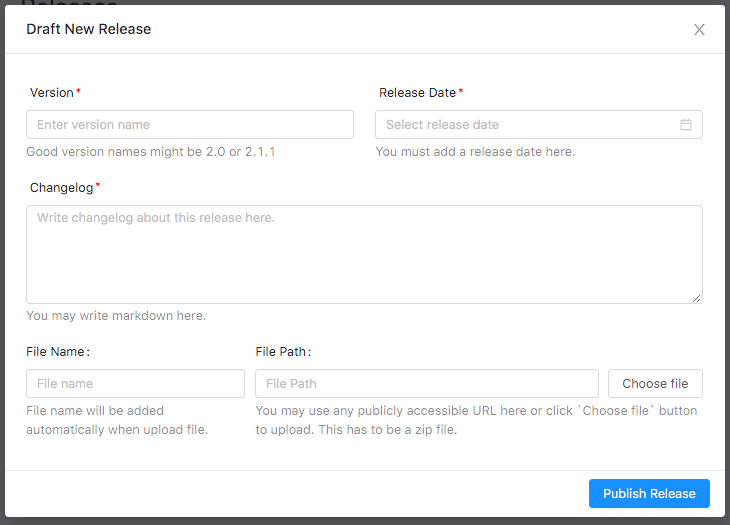 Draft New Release
Version*
Release Date*
Enter version name
Select release date
Good version names might be 2.0 or 2.1.1
You must add a release date here.
Changelog*
Write changelog about this release here.
You may write markdown here.
File Name:
File Path:
File name
File Path
Choose file
File name will be added
automatically when upload file.
You may use any publicly accessible URL here or click `Choose file` button
to upload. This has to be a zip file.
Publish Release